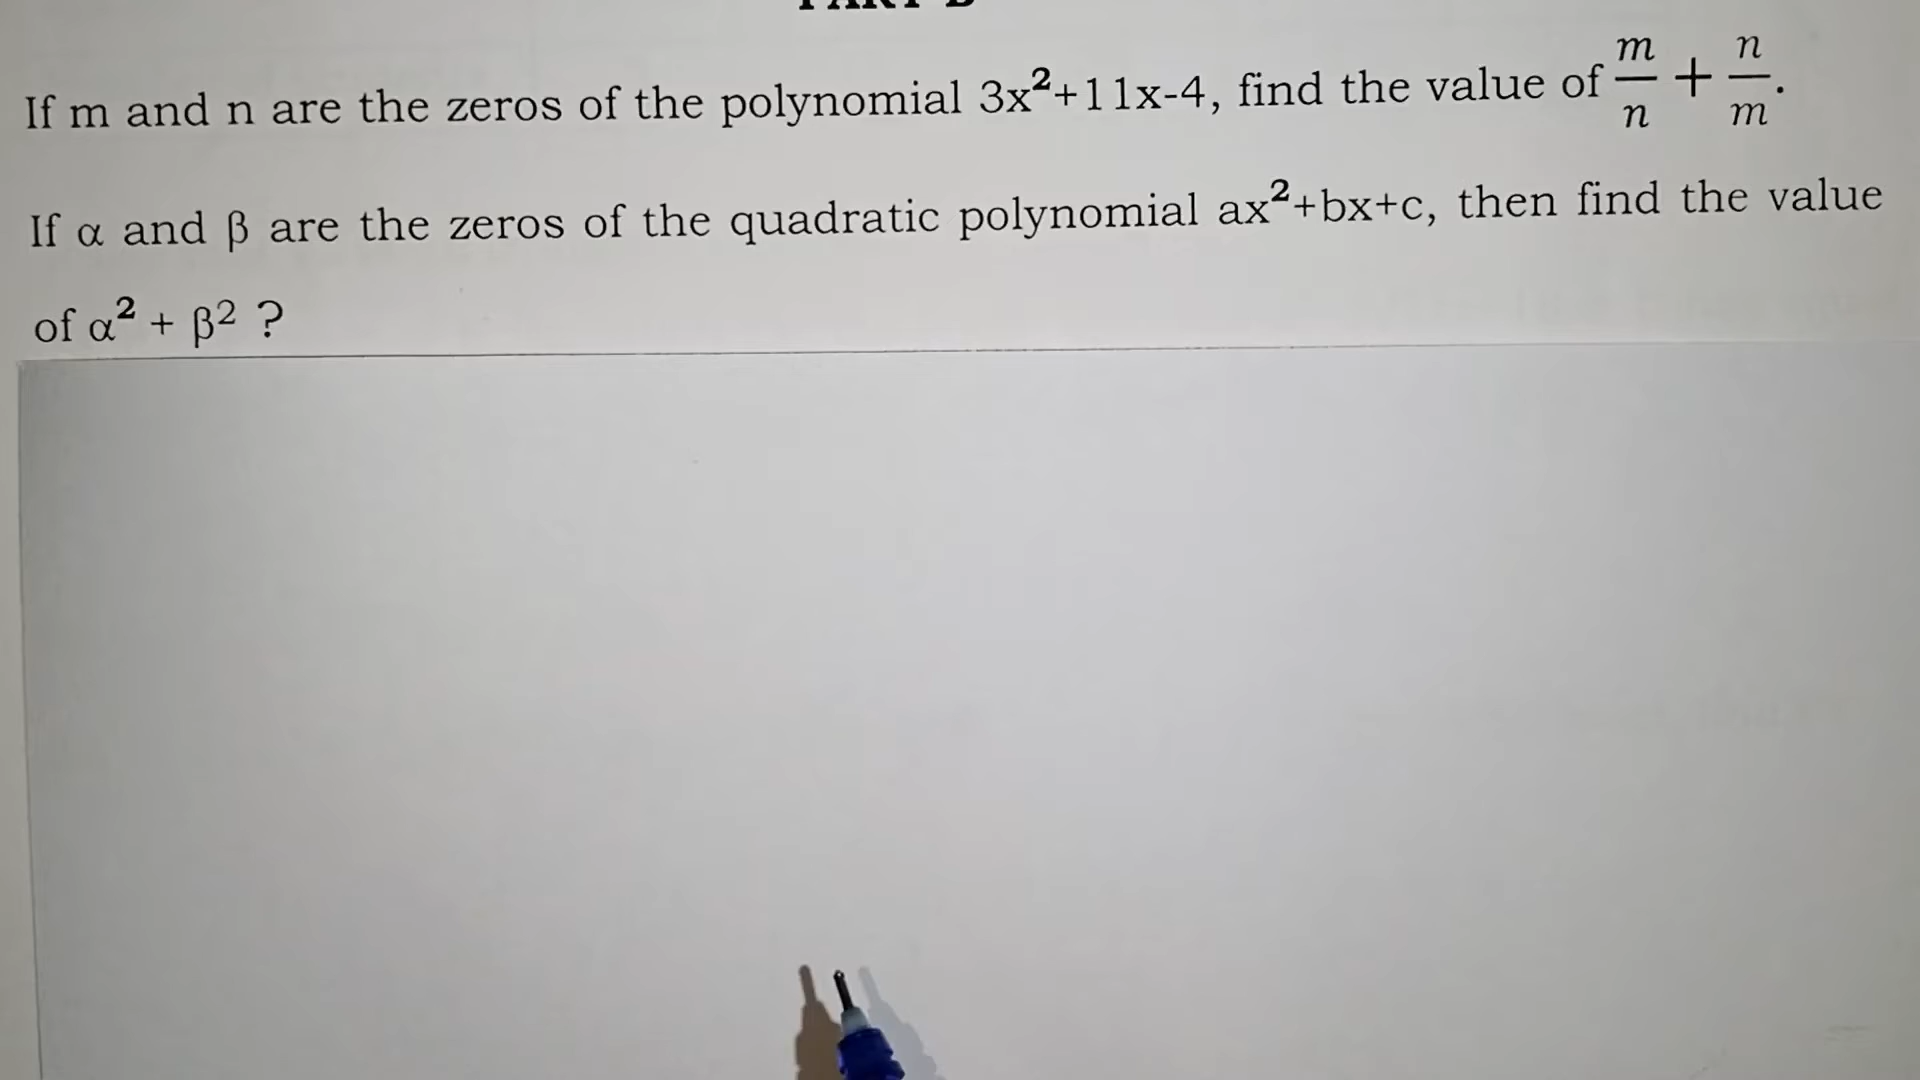 If m and n are the zeros of the polynomial 3x²+11x-4, find the value of m/n + n/m.
If α and β are the zeros of the quadratic polynomial ax²+bx+c, then find the value
of α² + β² ?